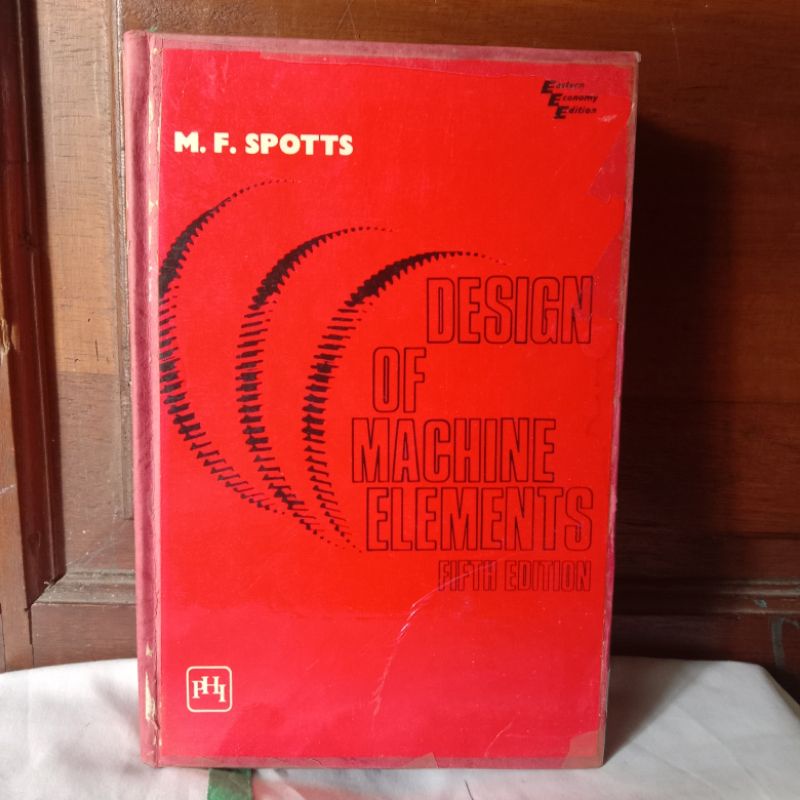 Eastern
Economy
Edition
M. F. SPOTTS
DESIGN
OF
MACHINE
ELEMENTS
FIFTH EDITION
PHI